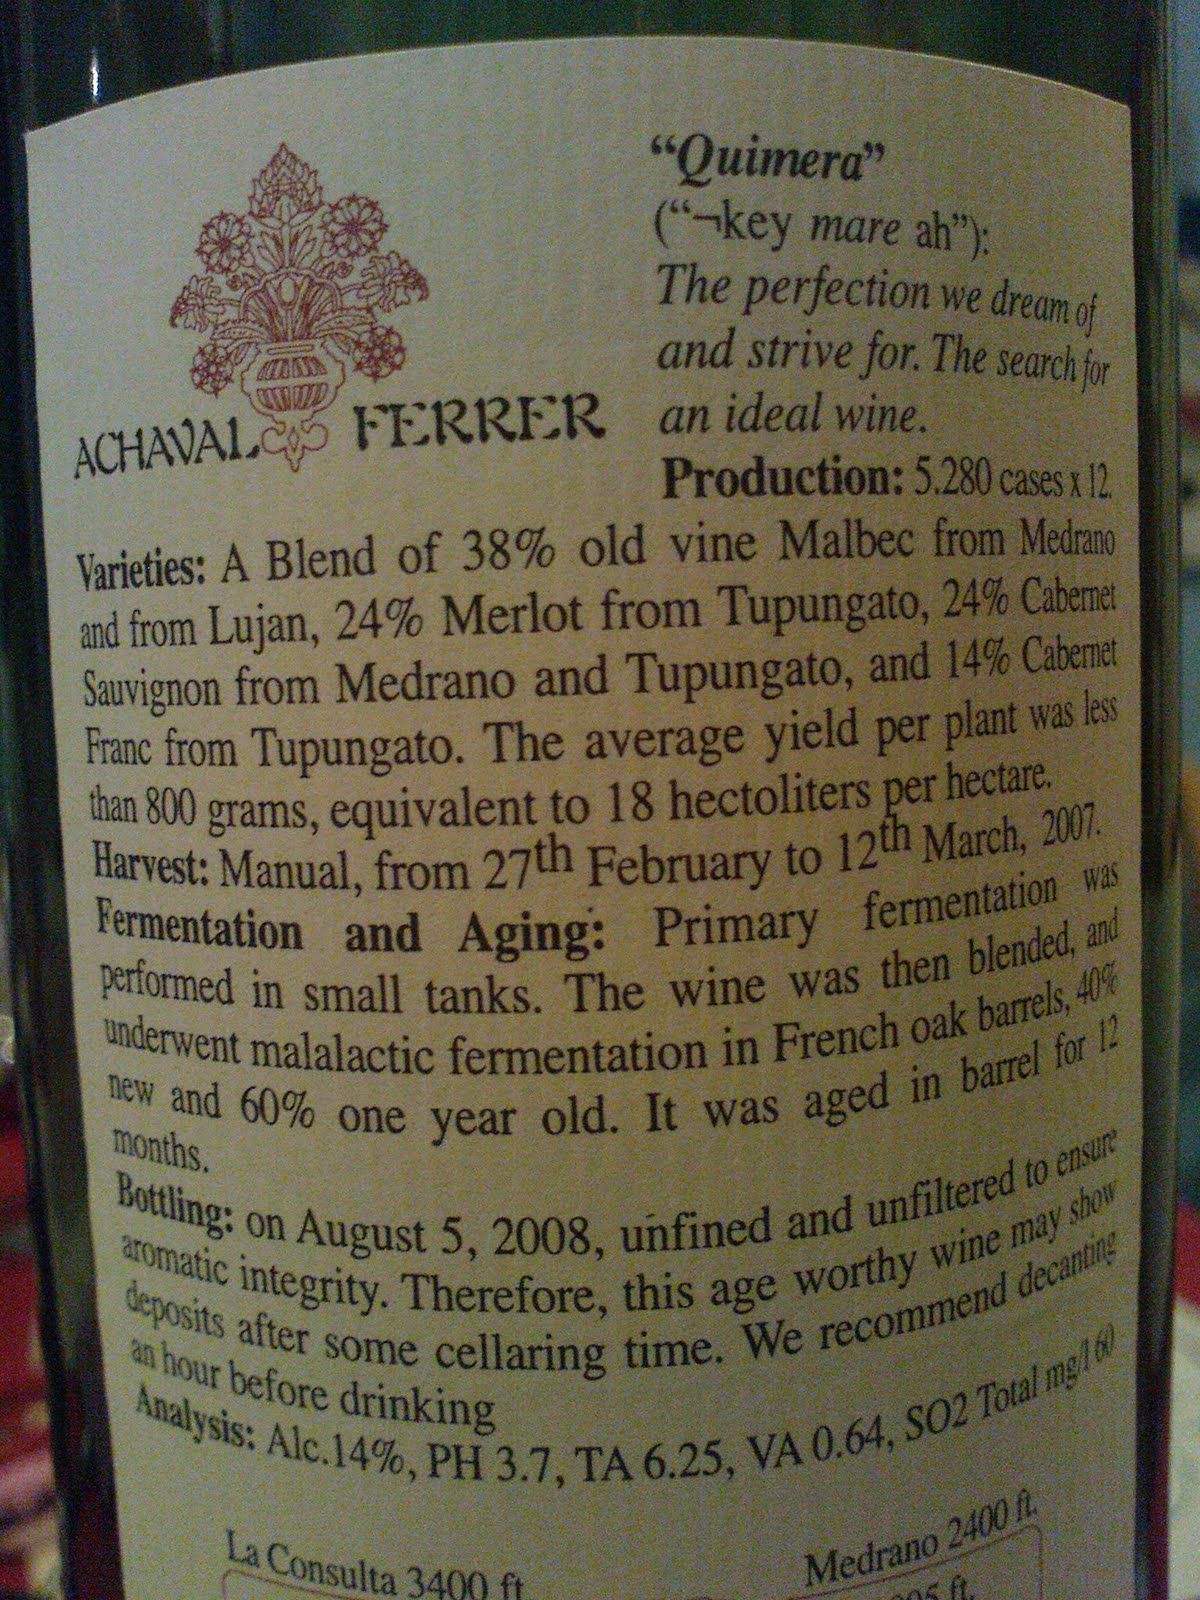 ACHAVAL FERRER
“Quimera”
(“¬key mare ah”):
The perfection we dream of
and strive for. The search for
an ideal wine.
Production: 5.280 cases x 12.
Varieties: A Blend of 38% old vine Malbec from Medrano
and from Lujan, 24% Merlot from Tupungato, 24% Cabernet
Sauvignon from Medrano and Tupungato, and 14% Cabernet
Franc from Tupungato. The average yield per plant was less
than 800 grams, equivalent to 18 hectoliters per hectare.
Harvest: Manual, from 27th February to 12th March, 2007.
Fermentation and Aging: Primary fermentation was
performed in small tanks. The wine was then blended, and
underwent malalactic fermentation in French oak barrels, 40%
new and 60% one year old. It was aged in barrel for 12
months.
Bottling: on August 5, 2008, unfined and unfiltered to ensure
aromatic integrity. Therefore, this age worthy wine may show
deposits after some cellaring time. We recommend decanting
an hour before drinking
Analysis: Alc.14%, PH 3.7, TA 6.25, VA 0.64, SO2 Total mg/l 60
La Consulta 3400 ft
Medrano 2400 ft.
ft.